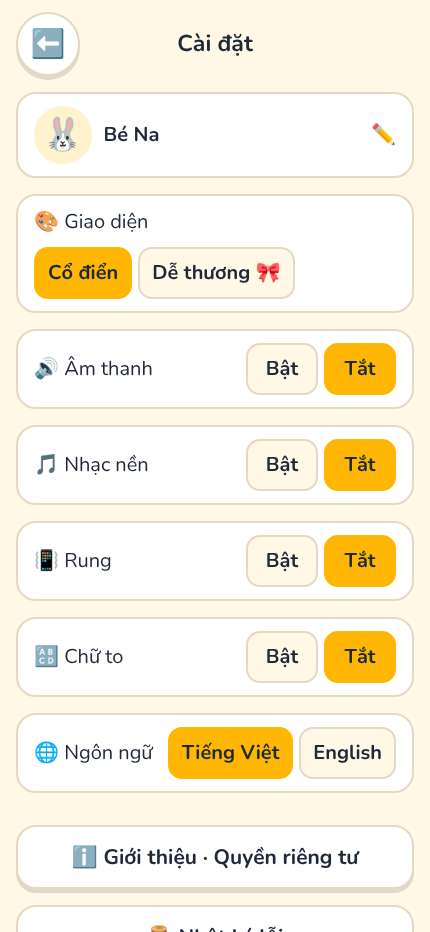 Cài đặt
Bé Na
Giao diện
Cổ điển
Dễ thương
Âm thanh
Bật
Tắt
Nhạc nền
Bật
Tắt
Rung
Bật
Tắt
Chữ to
Bật
Tắt
Ngôn ngữ
Tiếng Việt
English
Giới thiệu · Quyền riêng tư